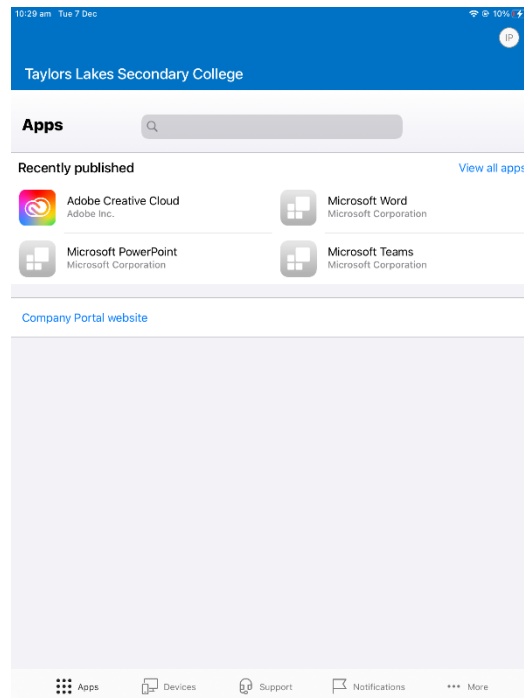 10:29 am Tue 7 Dec 10%
IP
Taylors Lakes Secondary College
Apps
Recently published View all apps
Adobe Creative Cloud Microsoft Word
Adobe Inc. Microsoft Corporation
Microsoft PowerPoint Microsoft Teams
Microsoft Corporation Microsoft Corporation
Company Portal website
Apps Devices Support Notifications More